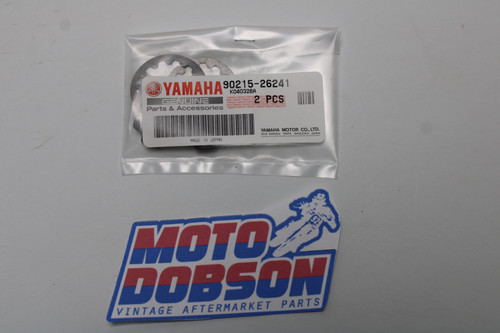 YAMAHA 90215-26241
K040328A
GENUINE
Parts & Accessories
2 PCS
MADE IN JAPAN
YAMAHA MOTOR CO., LTD.
MOTO
DOBSON
VINTAGE AFTERMARKET PARTS